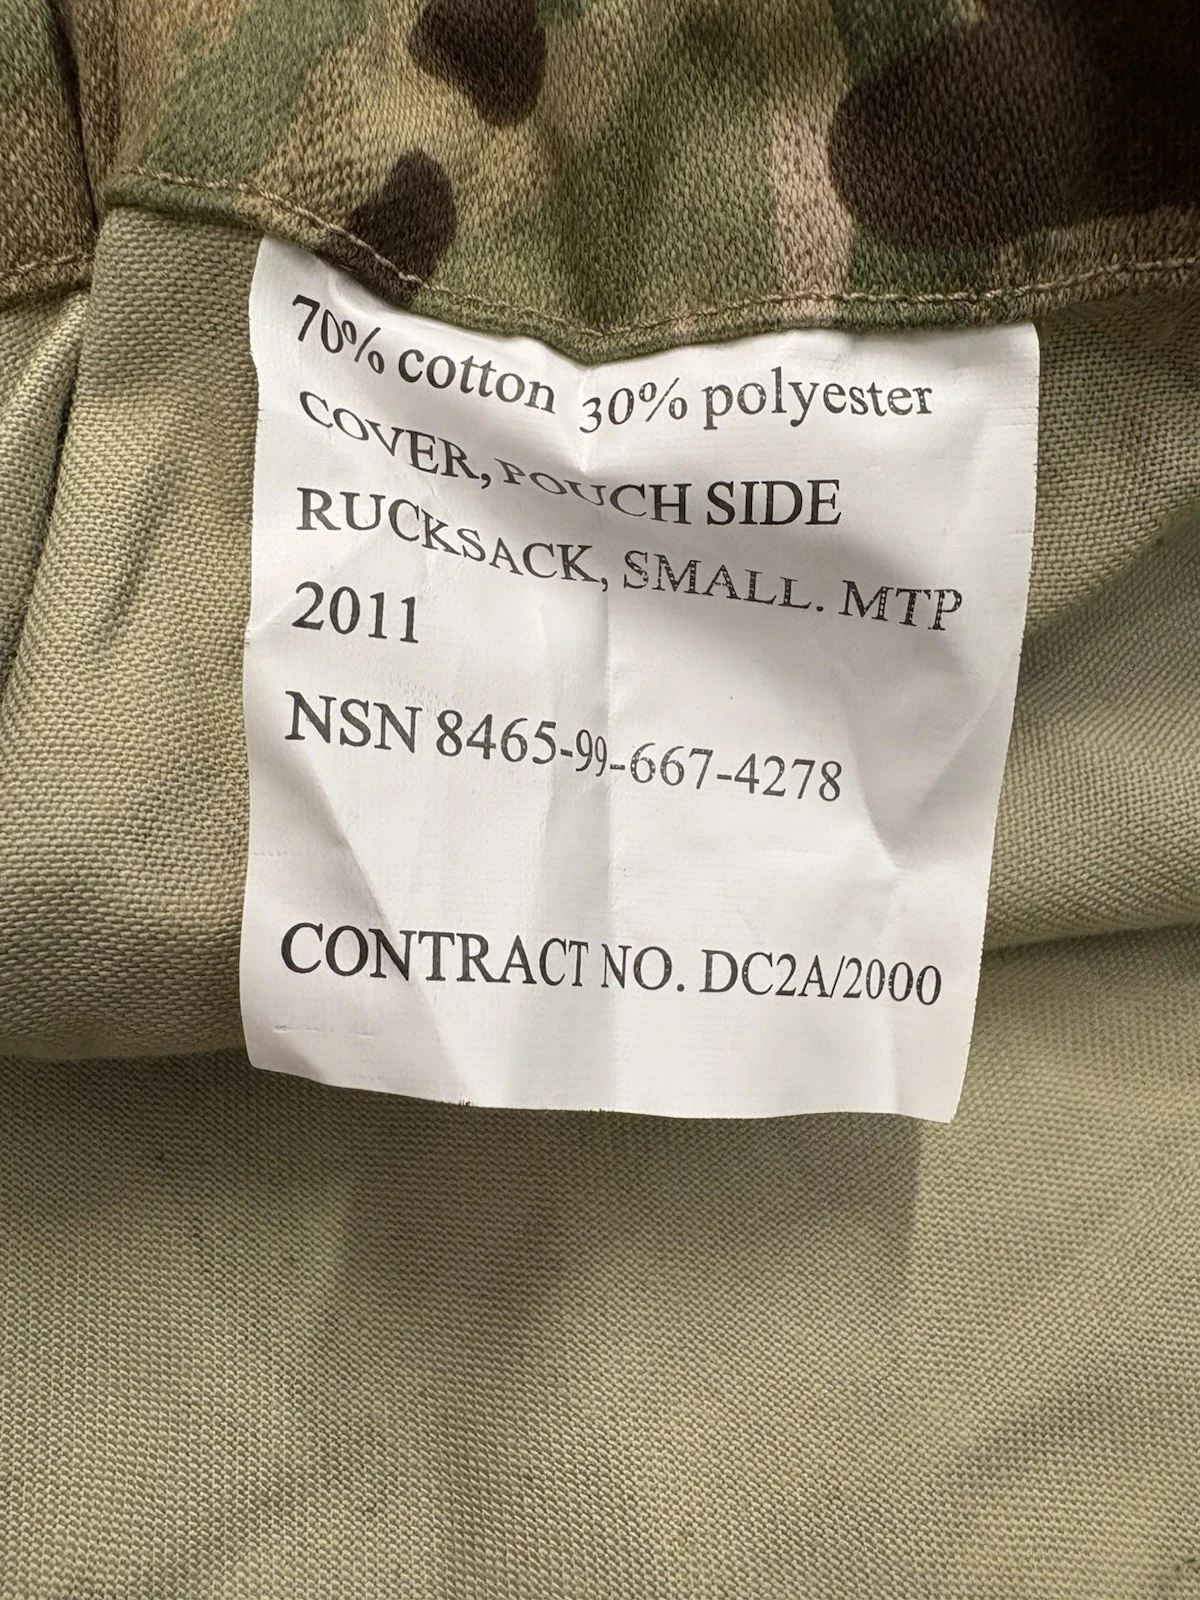 70% cotton 30% polyester
COVER, POUCH SIDE
RUCKSACK, SMALL. MTP
2011
NSN 8465-99-667-4278
CONTRACT NO. DC2A/2000